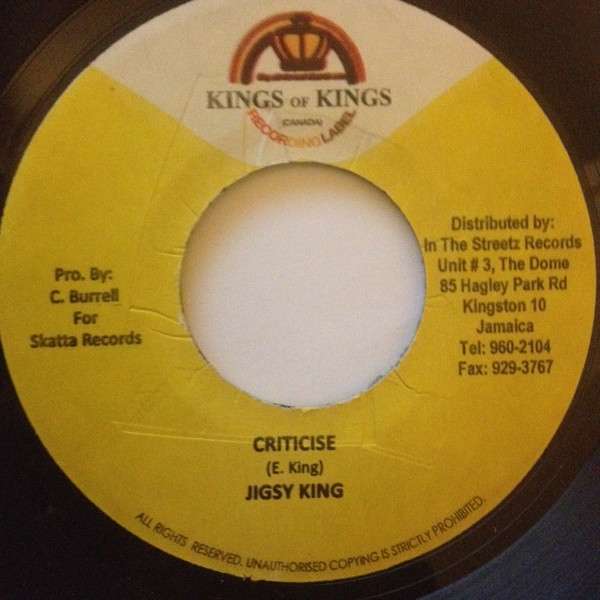 KINGS OF KINGS
(CANADA)
RECORDING LABEL
Pro. By:
C. Burrell
For
Skatta Records
Distributed by:
In The Streetz Records
Unit # 3, The Dome
85 Hagley Park Rd
Kingston 10
Jamaica
Tel: 960-2104
Fax: 929-3767
CRITICISE
(E. King)
JIGSY KING
ALL RIGHTS RESERVED. UNAUTHORISED COPYING IS STRICTLY PROHIBITED.